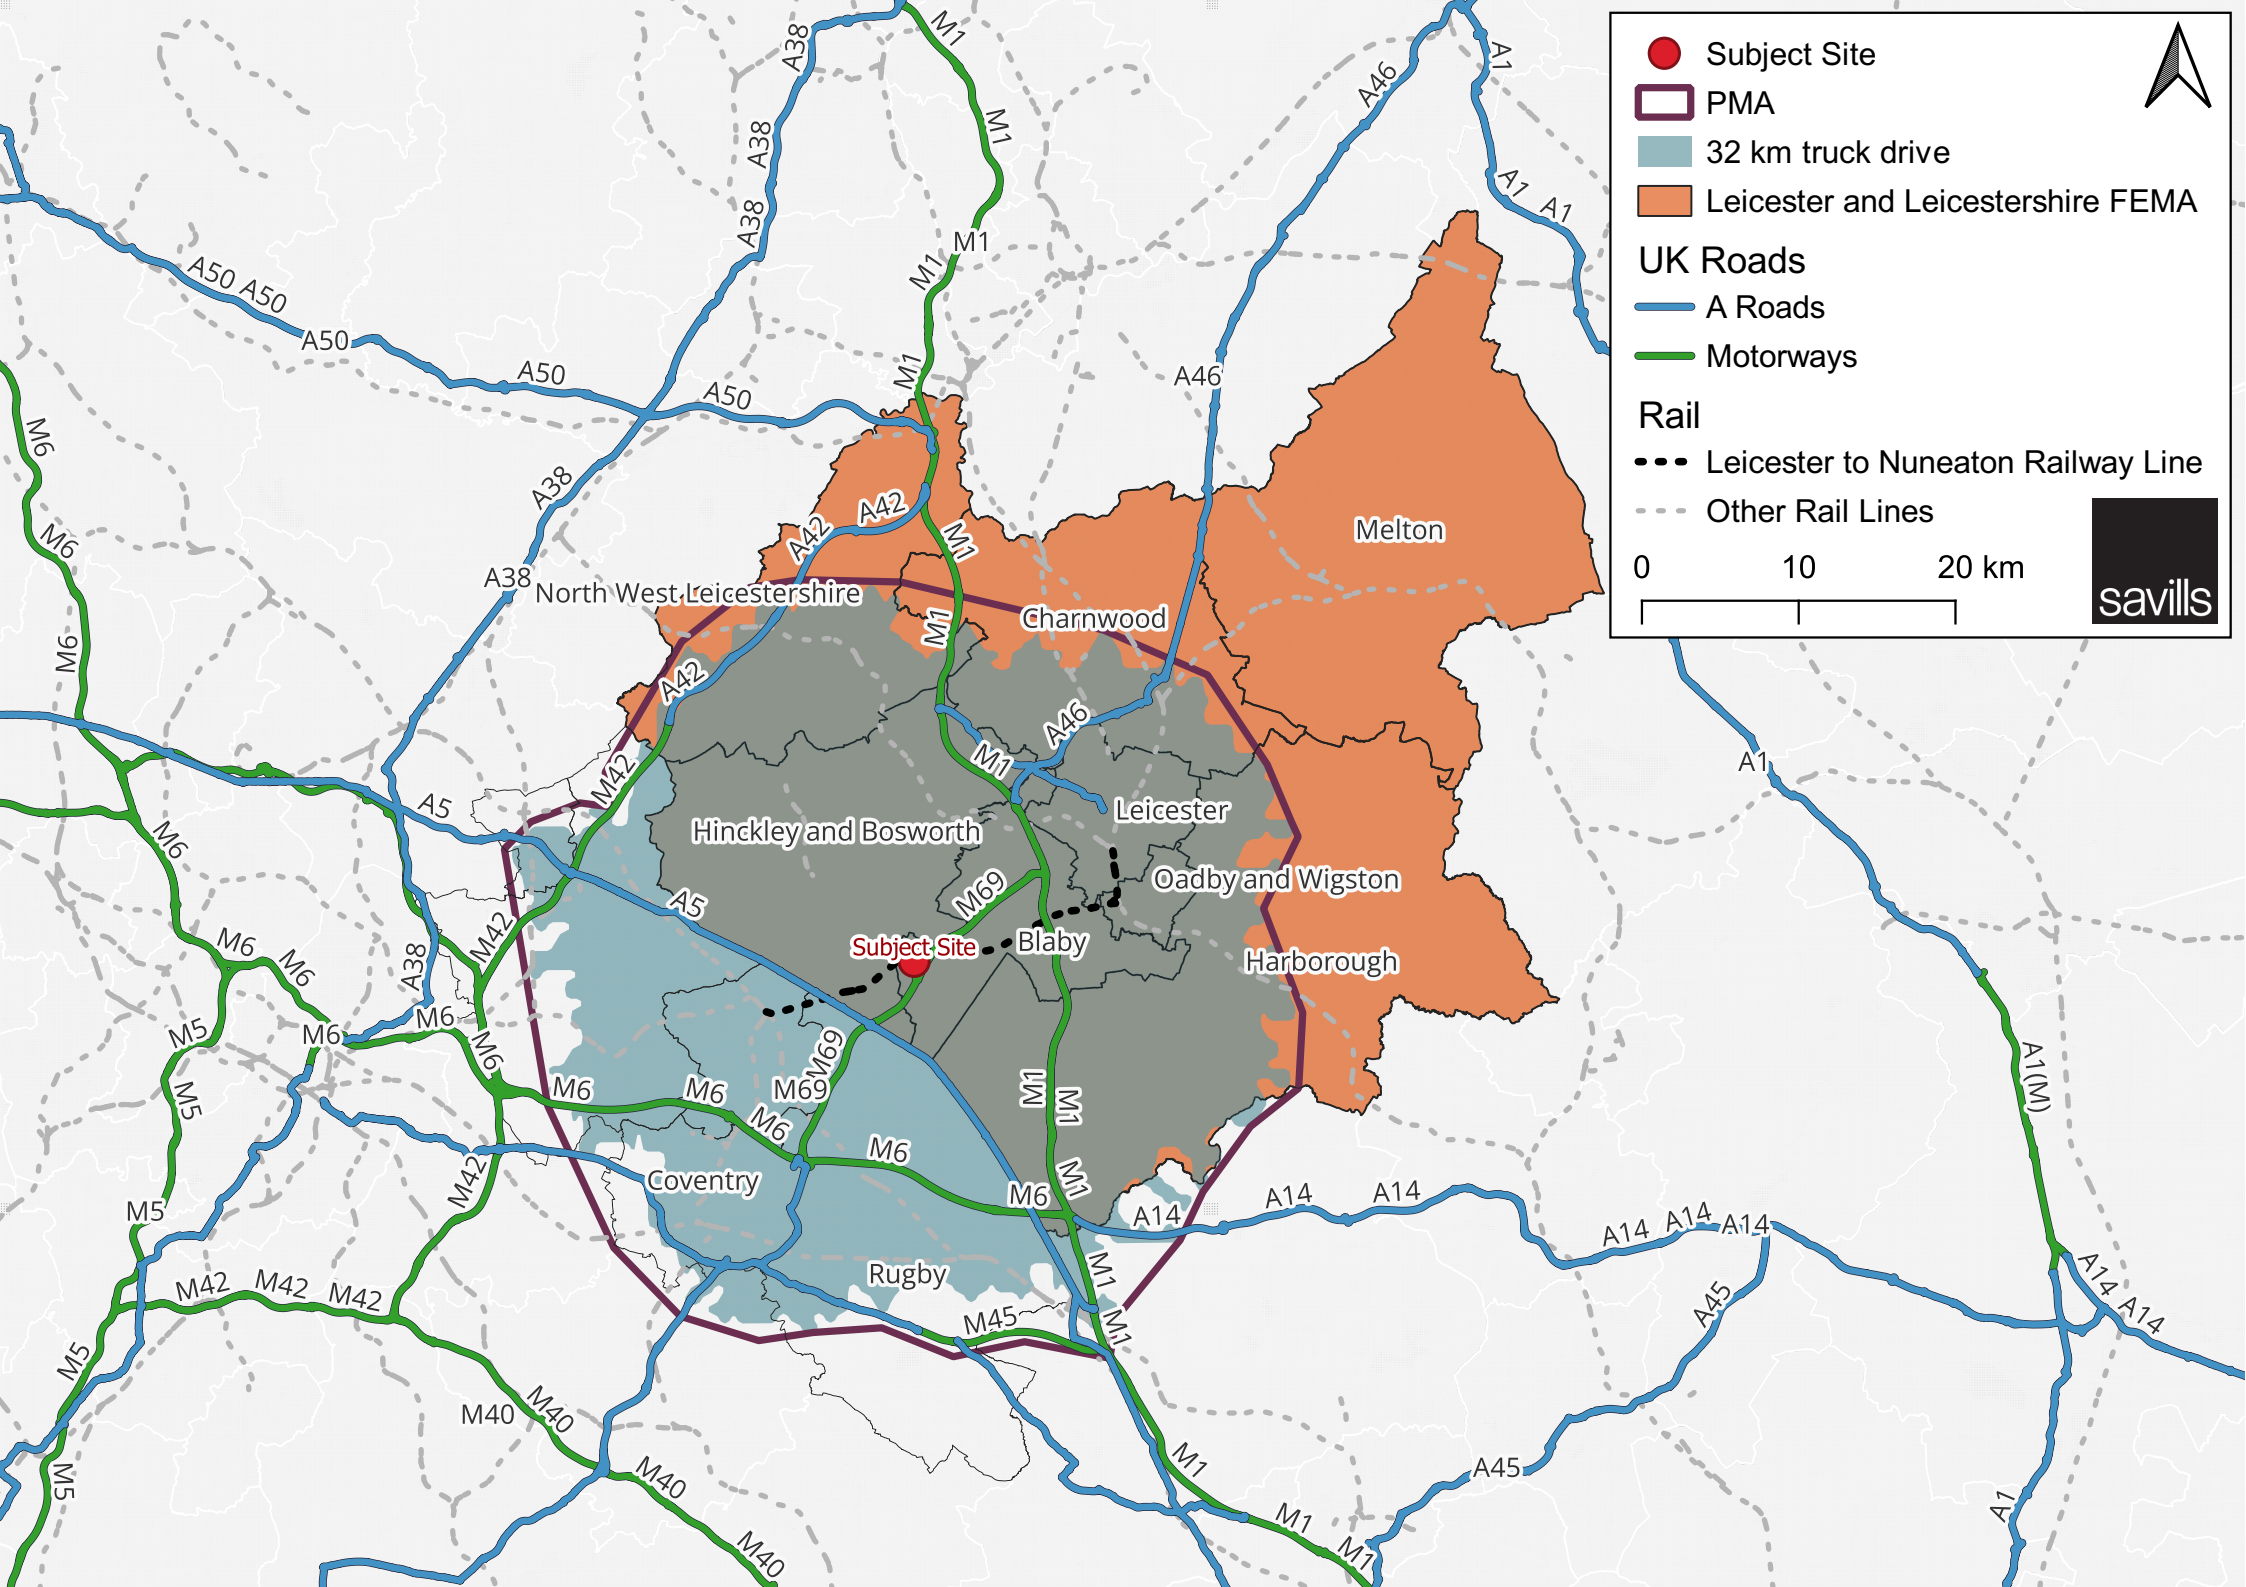 Subject Site
PMA
32 km truck drive
Leicester and Leicestershire FEMA
UK Roads
A Roads
Motorways
Rail
Leicester to Nuneaton Railway Line
Other Rail Lines
0 10 20 km
savills
M1
A38
A46
A1
M1
A38
A38
A1
A1
M1
M1
A50
A50
A50
A50
A50
M1
A46
M6
A38
A42
A42
M1
Melton
M6
A38
North West Leicestershire
Charnwood
M1
M6
A42
A46
M1
A1
M42
A5
Leicester
Hinckley and Bosworth
M6
M69
Oadby and Wigston
A5
M42
M6
Subject Site
Blaby
Harborough
M6
A38
M6
M6
M5
M6
M69
A1(M)
M5
M6
M6
M69
M1
M1
M6
M6
Coventry
M42
M1
M6
A14
A14
A14
M5
A14
A14
A14
Rugby
M1
A14
M42
M42
M42
A45
A14
M45
M1
M5
M40
M40
M1
A45
M5
M40
A1
M1
M40
M1